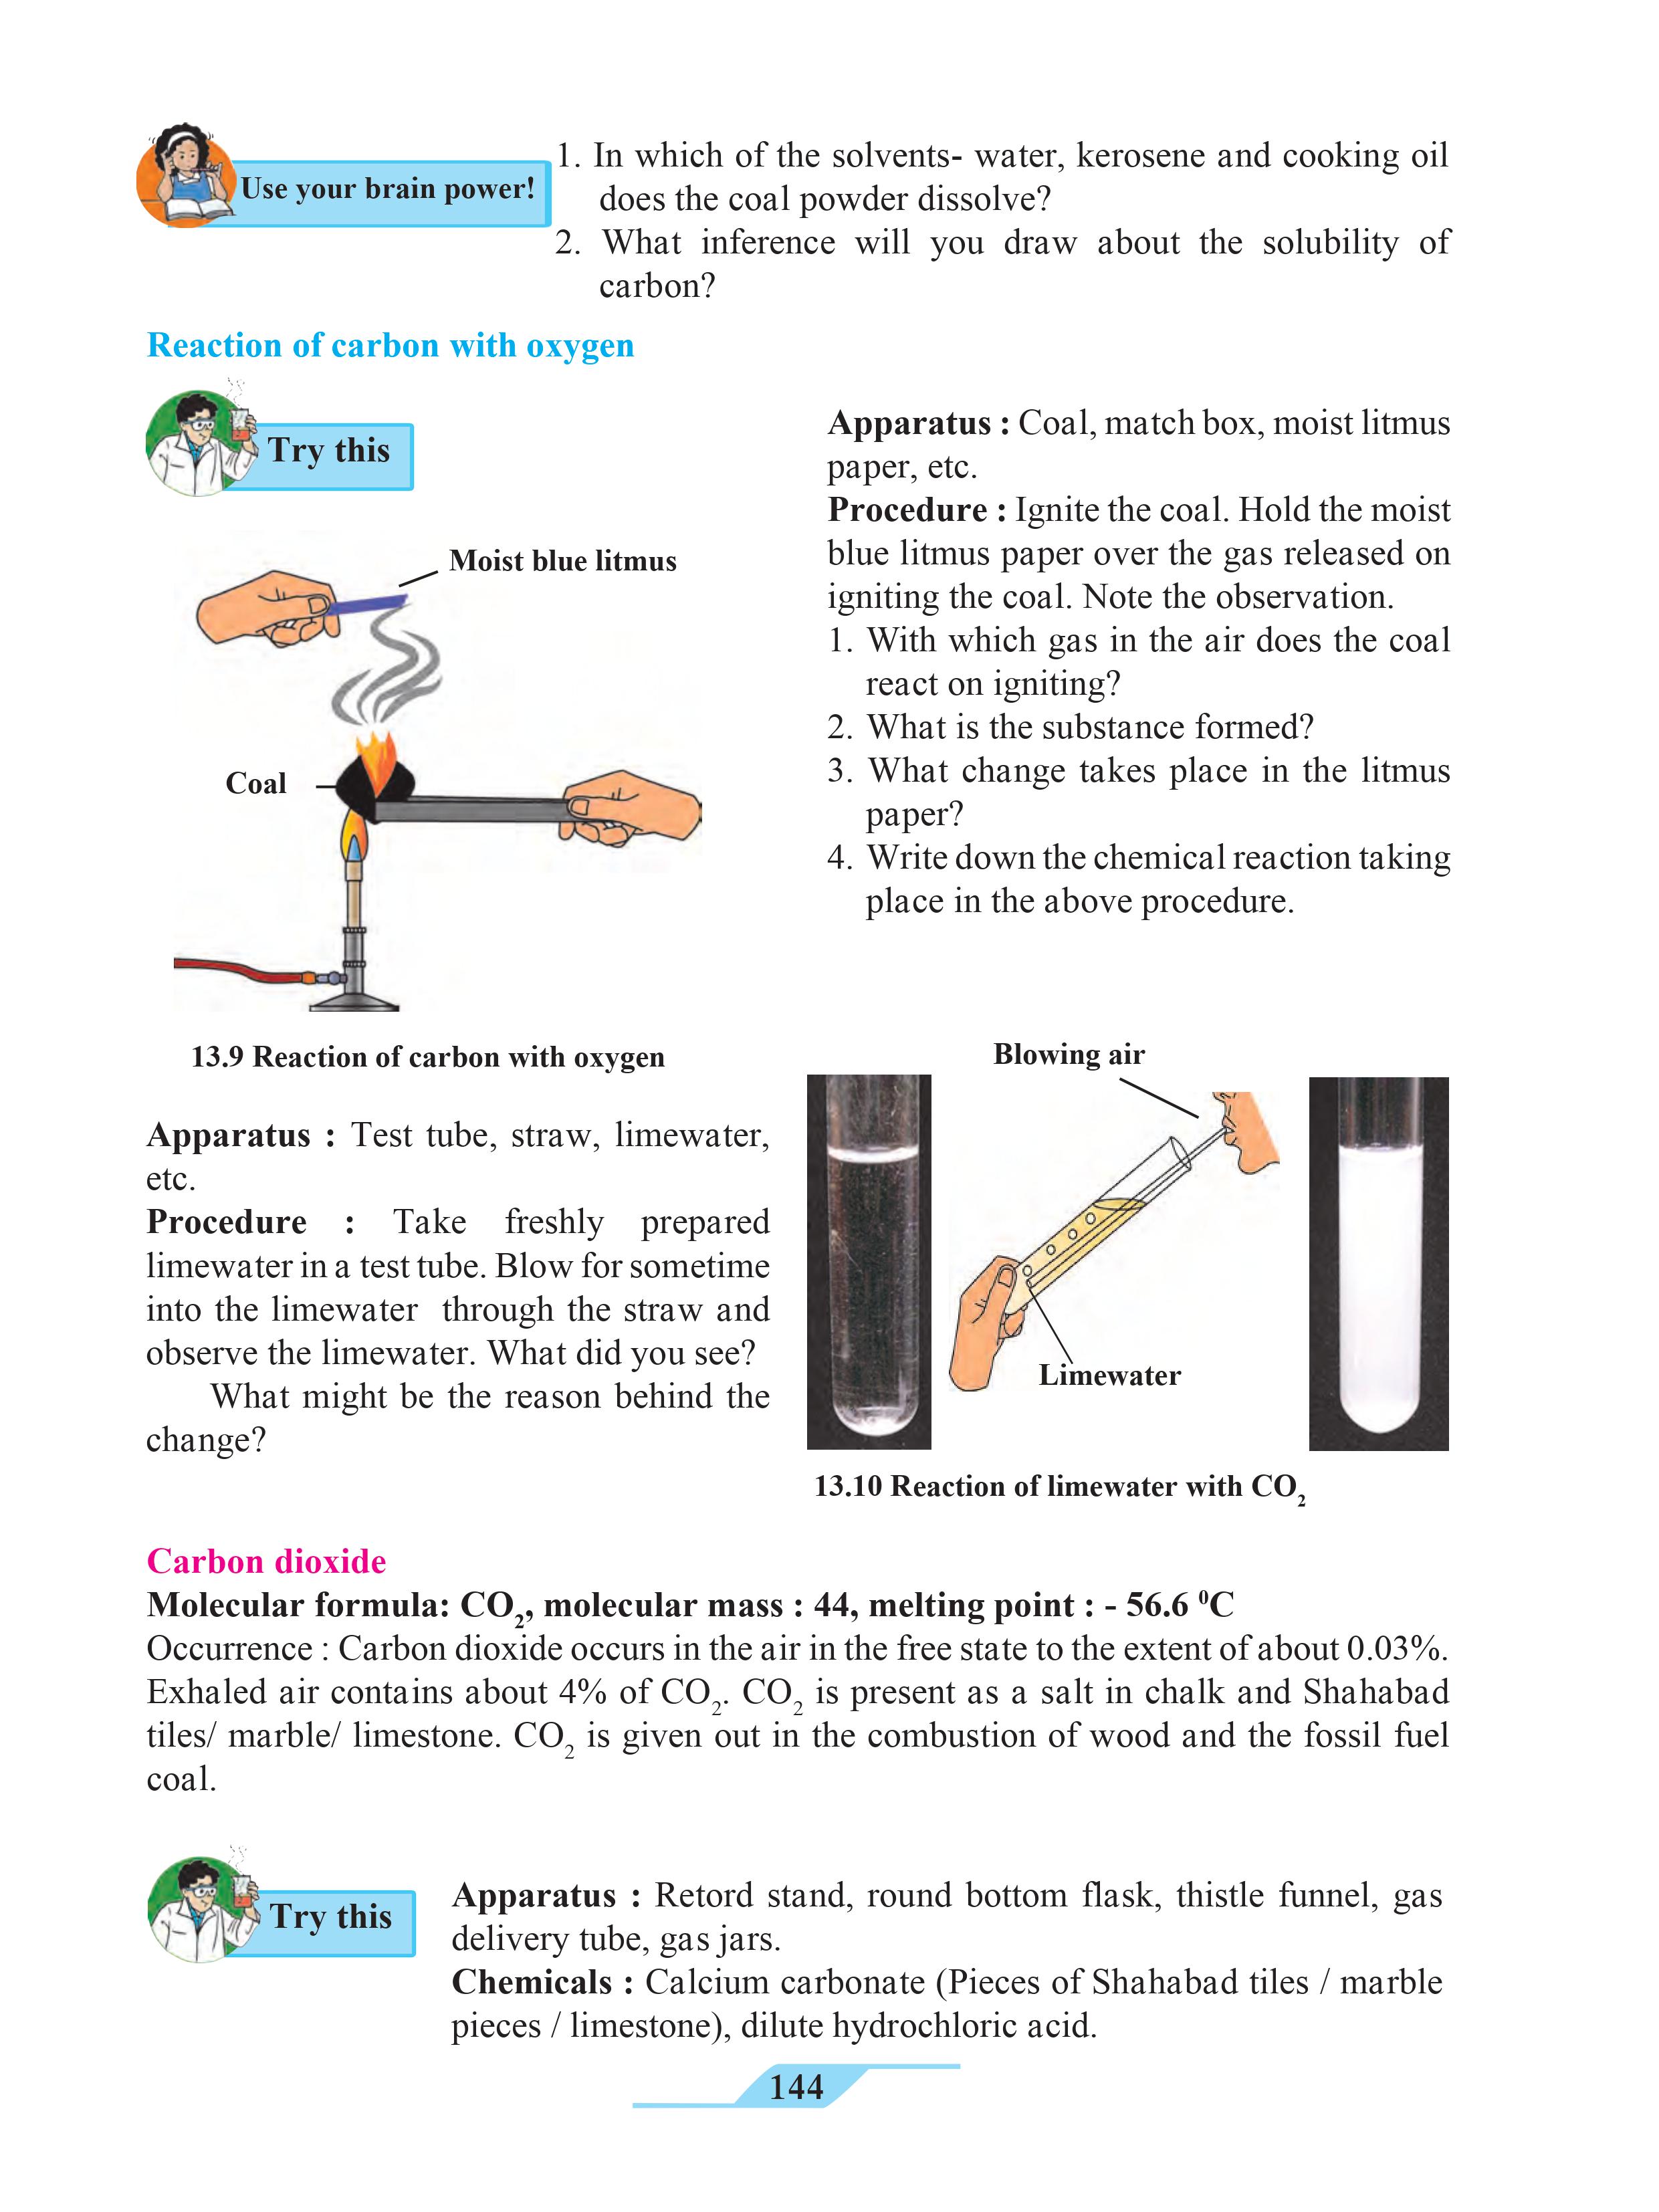 Use your brain power!
1. In which of the solvents- water, kerosene and cooking oil
does the coal powder dissolve?
2. What inference will you draw about the solubility of
carbon?
Reaction of carbon with oxygen
Try this
Moist blue litmus
Coal
13.9 Reaction of carbon with oxygen
Apparatus : Coal, match box, moist litmus
paper, etc.
Procedure : Ignite the coal. Hold the moist
blue litmus paper over the gas released on
igniting the coal. Note the observation.
1. With which gas in the air does the coal
react on igniting?
2. What is the substance formed?
3. What change takes place in the litmus
paper?
4. Write down the chemical reaction taking
place in the above procedure.
Apparatus : Test tube, straw, limewater,
etc.
Procedure : Take freshly prepared
limewater in a test tube. Blow for sometime
into the limewater through the straw and
observe the limewater. What did you see?
What might be the reason behind the
change?
Blowing air
Limewater
13.10 Reaction of limewater with CO₂
Carbon dioxide
Molecular formula: CO₂, molecular mass : 44, melting point : - 56.6 ⁰C
Occurrence : Carbon dioxide occurs in the air in the free state to the extent of about 0.03%.
Exhaled air contains about 4% of CO₂. CO₂ is present as a salt in chalk and Shahabad
tiles/ marble/ limestone. CO₂ is given out in the combustion of wood and the fossil fuel
coal.
Try this
Apparatus : Retord stand, round bottom flask, thistle funnel, gas
delivery tube, gas jars.
Chemicals : Calcium carbonate (Pieces of Shahabad tiles / marble
pieces / limestone), dilute hydrochloric acid.
144